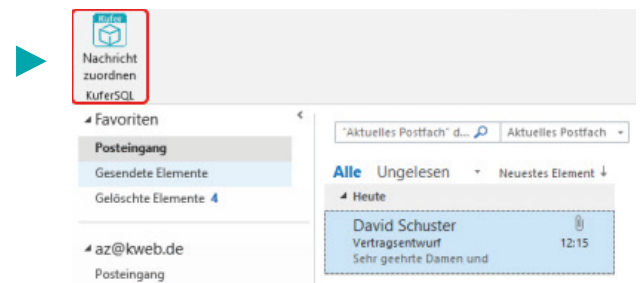 Kufer
Nachricht
zuordnen
KuferSQL
Favoriten
Posteingang
Gesendete Elemente
Gelöschte Elemente 4
az@kweb.de
Posteingang
"Aktuelles Postfach" d... Aktuelles Postfach
Alle Ungelesen Neuestes Element ↓
Heute
David Schuster
Vertragsentwurf 12:15
Sehr geehrte Damen und